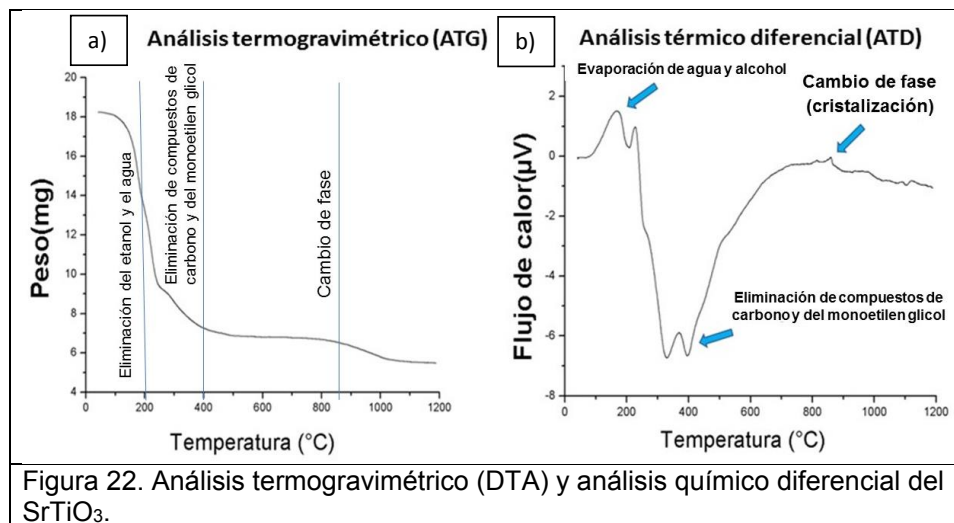 a)
Análisis termogravimétrico (ATG)
Peso(mg)
20
18
16
14
12
10
8
6
4
0
200
400
600
800
1000
1200
Temperatura (°C)
Eliminación del etanol y el agua
Eliminación de compuestos de
carbono y del monoetilen glicol
Cambio de fase
b)
Análisis térmico diferencial (ATD)
Evaporación de agua y alcohol
Cambio de fase
(cristalización)
Eliminación de compuestos de
carbono y del monoetilen glicol
Flujo de calor(µV)
2
0
-2
-4
-6
-8
0
200
400
600
800
1000
1200
Temperatura (°C)
Figura 22. Análisis termogravimétrico (DTA) y análisis químico diferencial del
SrTiO₃.